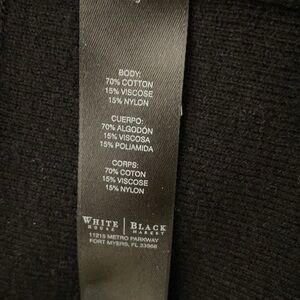 BODY:
70% COTTON
15% VISCOSE
15% NYLON
CUERPO:
70% ALGODÓN
15% VISCOSA
15% POLIAMIDA
CORPS:
70% COTON
15% VISCOSE
15% NYLON
WHITE | BLACK
HOUSE MARKET
11215 METRO PARKWAY
FORT MYERS, FL 33966